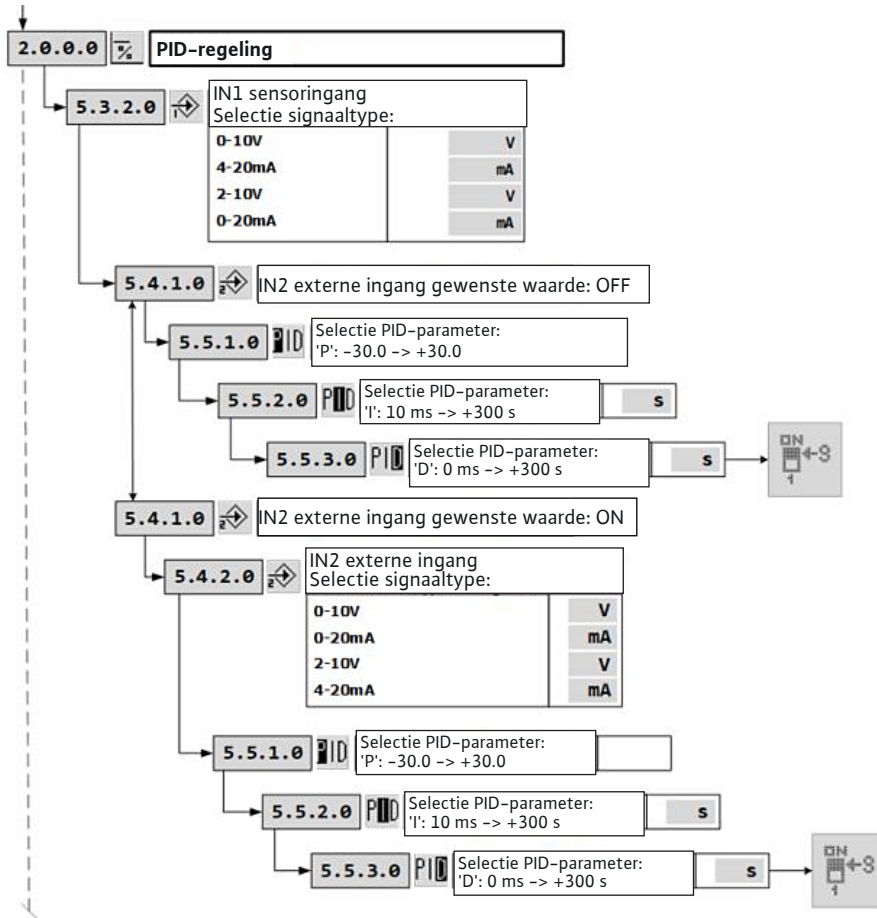 2.0.0.0 PID-regeling
5.3.2.0 1 IN1 sensoringang
Selectie signaaltype:
0-10V V
4-20mA mA
2-10V V
0-20mA mA
5.4.1.0 2 IN2 externe ingang gewenste waarde: OFF
5.5.1.0 PID Selectie PID-parameter:
'P': -30.0 -> +30.0
5.5.2.0 PID Selectie PID-parameter:
'I': 10 ms -> +300 s s
5.5.3.0 PID Selectie PID-parameter:
'D': 0 ms -> +300 s s
ON
1
5.4.1.0 2 IN2 externe ingang gewenste waarde: ON
5.4.2.0 2 IN2 externe ingang
Selectie signaaltype:
0-10V V
0-20mA mA
2-10V V
4-20mA mA
5.5.1.0 PID Selectie PID-parameter:
'P': -30.0 -> +30.0
5.5.2.0 PID Selectie PID-parameter:
'I': 10 ms -> +300 s s
5.5.3.0 PID Selectie PID-parameter:
'D': 0 ms -> +300 s s
ON
1